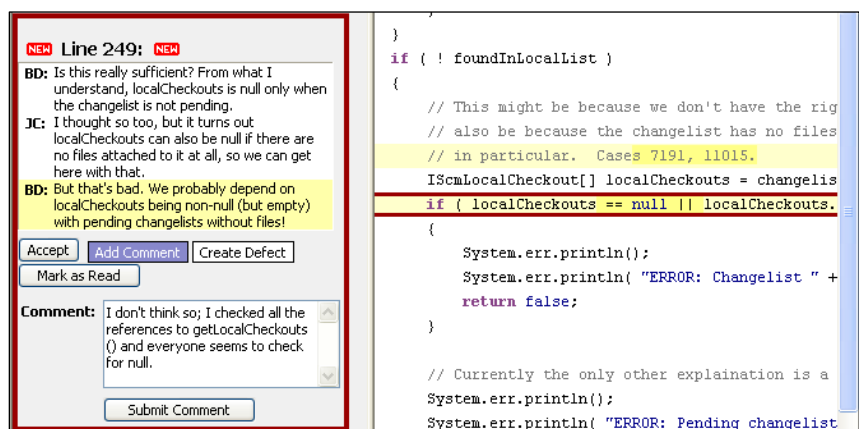 NEW Line 249: NEW
BD: Is this really sufficient? From what I
understand, localCheckouts is null only when
the changelist is not pending.
JC: I thought so too, but it turns out
localCheckouts can also be null if there are
no files attached to it at all, so we can get
here with that.
BD: But that's bad. We probably depend on
localCheckouts being non-null (but empty)
with pending changelists without files!
Accept Add Comment Create Defect
Mark as Read
Comment: I don't think so; I checked all the
references to getLocalCheckouts
() and everyone seems to check
for null.
Submit Comment
}
if ( ! foundInLocalList )
{
// This might be because we don't have the rig
// also be because the changelist has no files
// in particular.  Cases 7191, 11015.
IScmLocalCheckout[] localCheckouts = changelis
if ( localCheckouts == null || localCheckouts.
{
System.err.println();
System.err.println( "ERROR: Changelist " +
return false;
}
// Currently the only other explaination is a
System.err.println();
System.err.println( "ERROR: Pending changelist